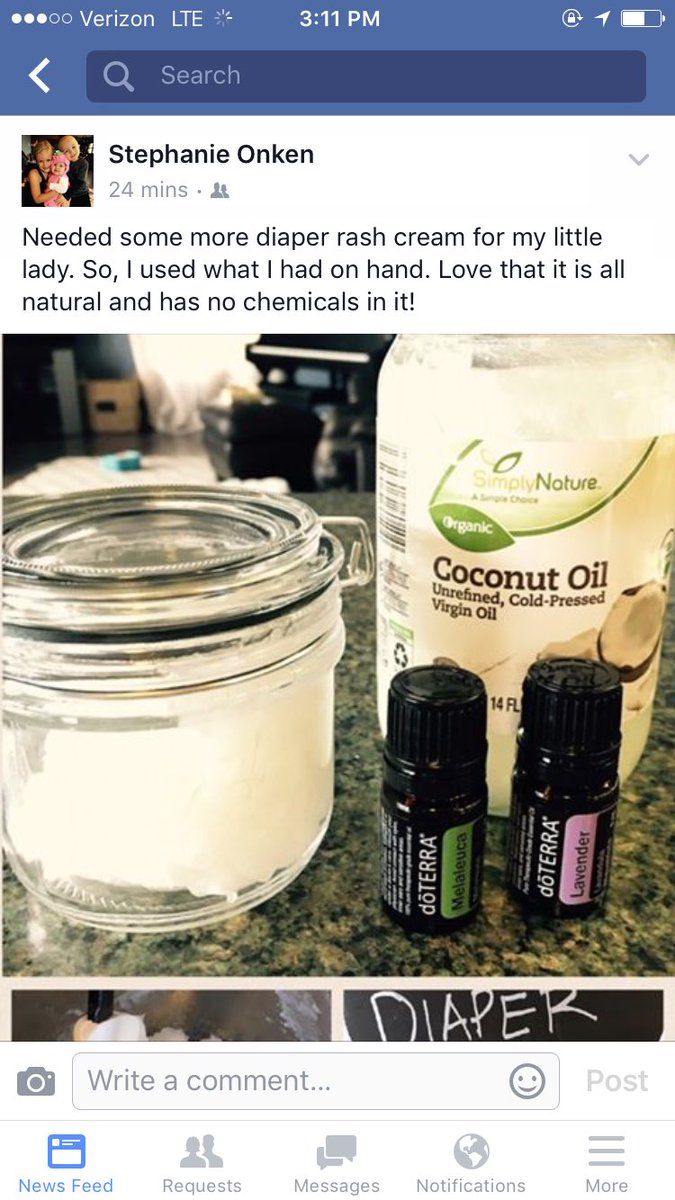 Verizon LTE 3:11 PM
Search
Stephanie Onken
24 mins
Needed some more diaper rash cream for my little
lady. So, I used what I had on hand. Love that it is all
natural and has no chemicals in it!
SimplyNature
A Simple Choice
Organic
Coconut Oil
Unrefined, Cold-Pressed
Virgin Oil
14 FL
dōTERRA
Melaleuca
dōTERRA
Lavender
DIAPER
Write a comment...
Post
News Feed
Requests
Messages
Notifications
More